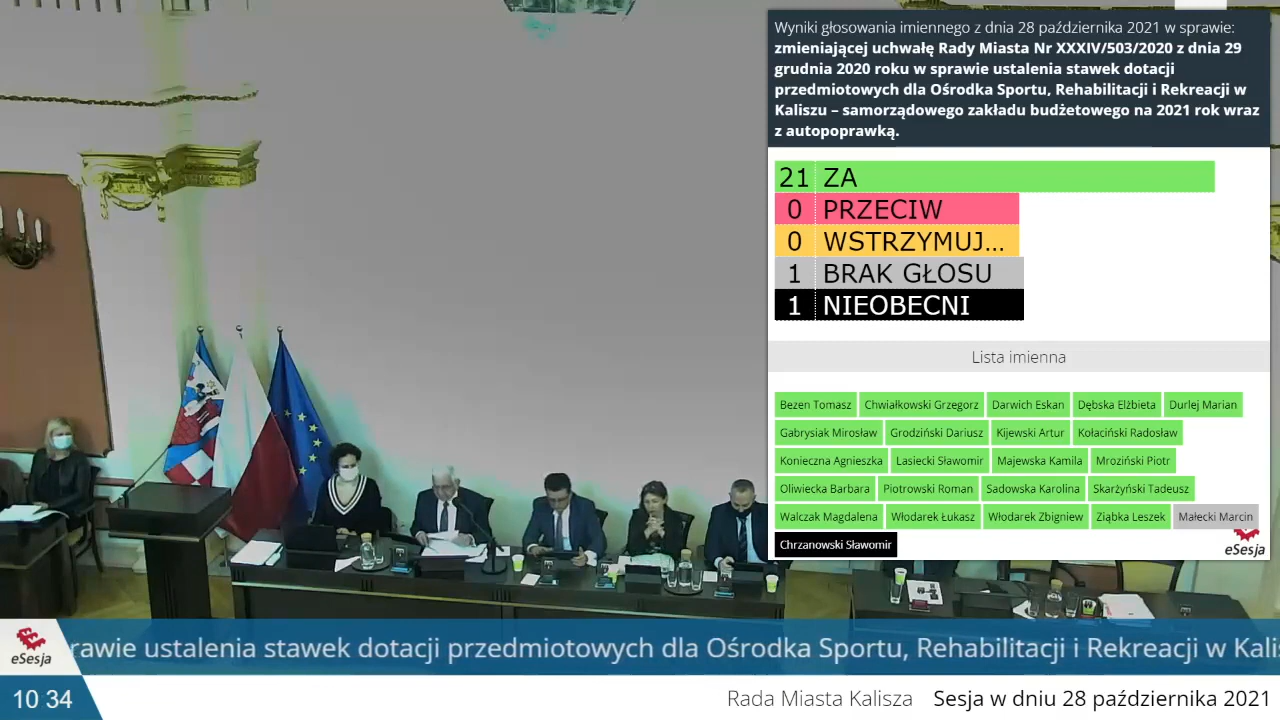 Wyniki głosowania imiennego z dnia 28 października 2021 w sprawie:
zmieniającej uchwałę Rady Miasta Nr XXXIV/503/2020 z dnia 29
grudnia 2020 roku w sprawie ustalenia stawek dotacji
przedmiotowych dla Ośrodka Sportu, Rehabilitacji i Rekreacji w
Kaliszu – samorządowego zakładu budżetowego na 2021 rok wraz
z autopoprawką.
21 ZA
0 PRZECIW
0 WSTRZYMUJ...
1 BRAK GŁOSU
1 NIEOBECNI
Lista imienna
Bezen Tomasz Chwiałkowski Grzegorz Darwich Eskan Dębska Elżbieta Durlej Marian
Gabrysiak Mirosław Grodziński Dariusz Kijewski Artur Kołaciński Radosław
Konieczna Agnieszka Lasiecki Sławomir Majewska Kamila Mroziński Piotr
Oliwiecka Barbara Piotrowski Roman Sadowska Karolina Skarżyński Tadeusz
Walczak Magdalena Włodarek Łukasz Włodarek Zbigniew Ziąbka Leszek Małecki Marcin
Chrzanowski Sławomir
eSesja
eSesja
rawie ustalenia stawek dotacji przedmiotowych dla Ośrodka Sportu, Rehabilitacji i Rekreacji w Kalis
10 34
Rada Miasta Kalisza Sesja w dniu 28 października 2021